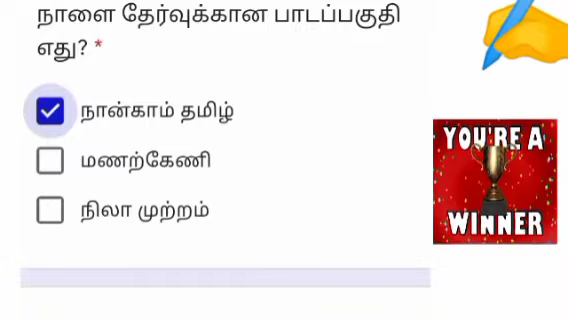 நாளை தேர்வுக்கான பாடப்பகுதி
எது? *
நான்காம் தமிழ்
மணற்கேணி
நிலா முற்றம்
YOU'RE A
WINNER